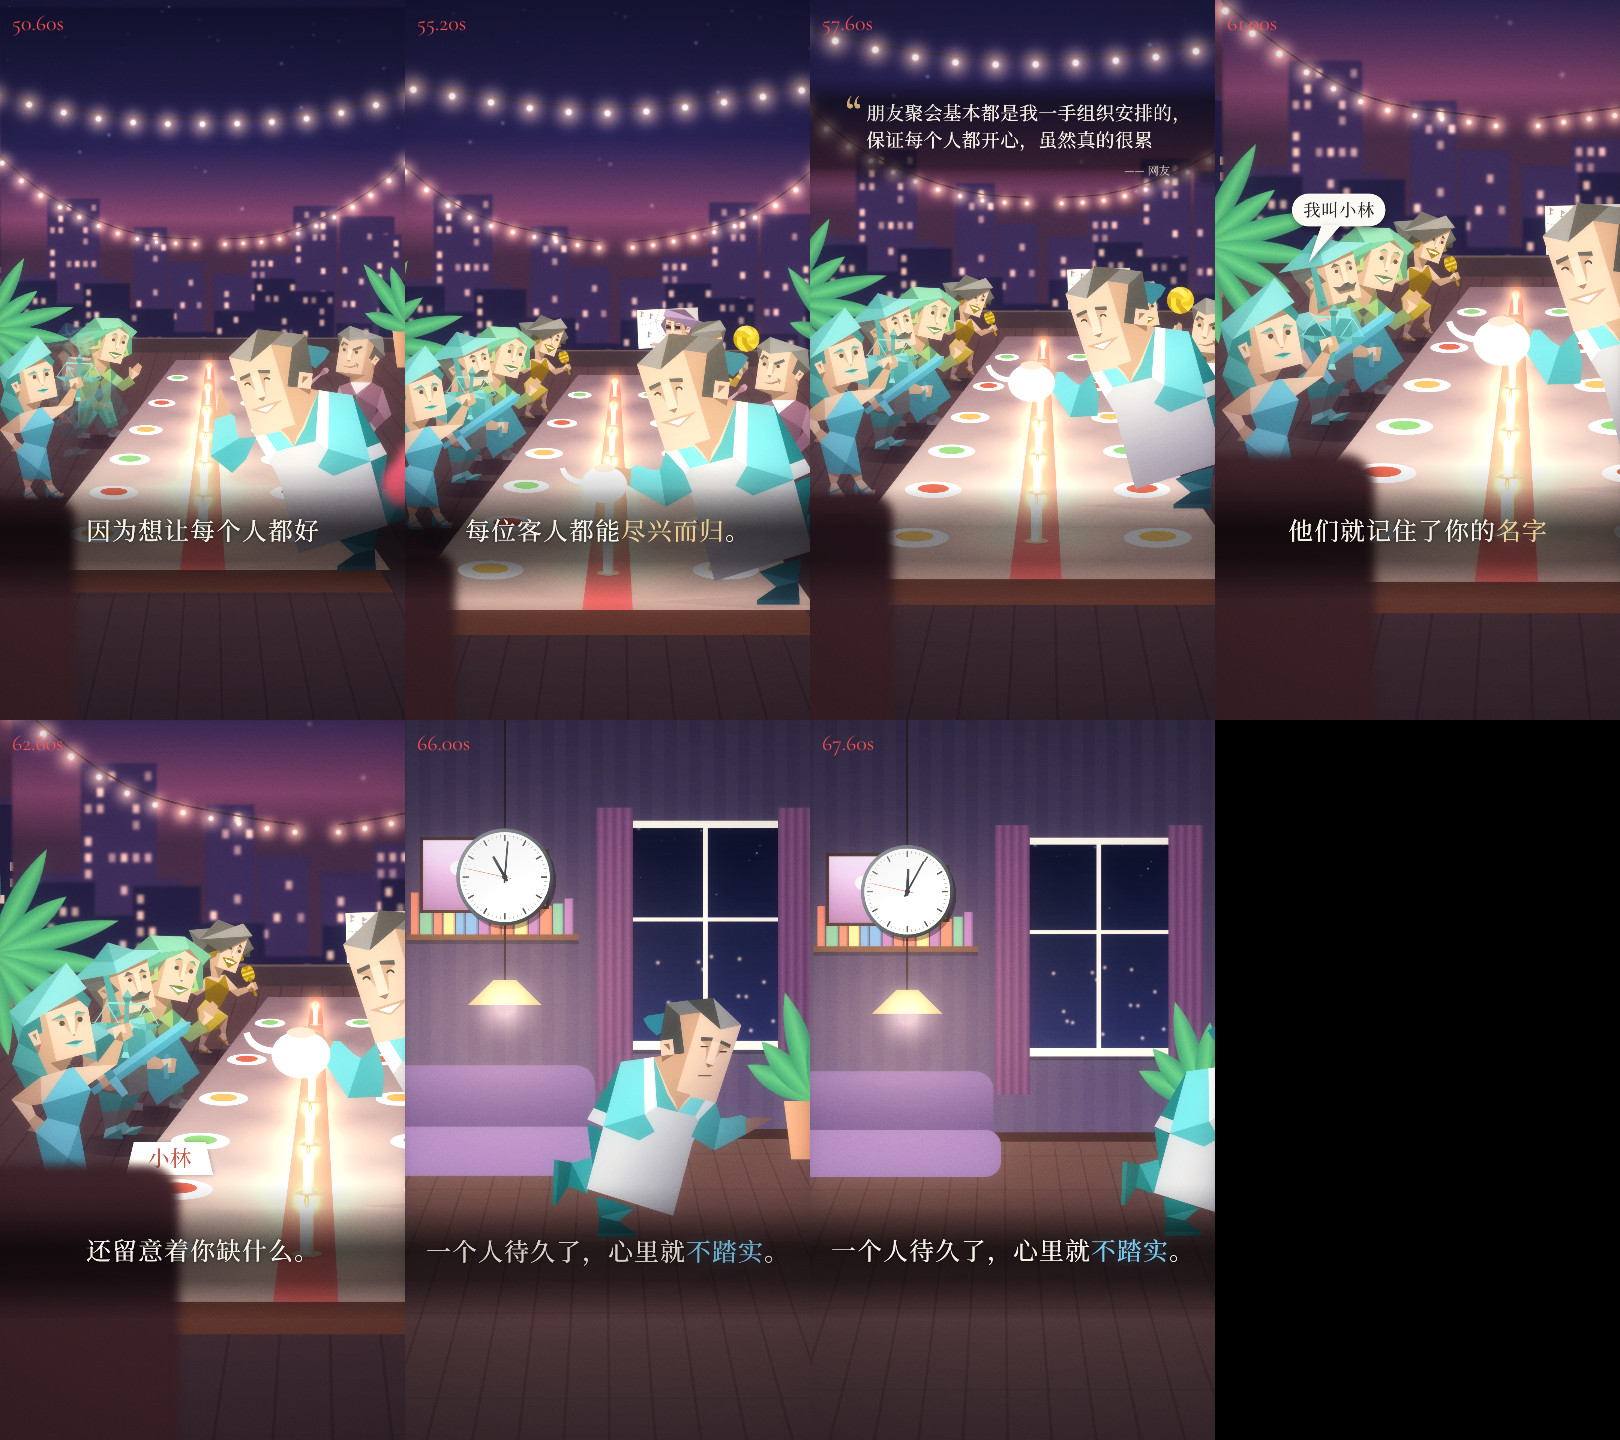 50.60s
因为想让每个人都好
55.20s
每位客人都能尽兴而归。
57.60s
“朋友聚会基本都是我一手组织安排的，
保证每个人都开心，虽然真的很累
—— 网友
我叫小林
他们就记住了你的名字
62.60s
小林
还留意着你缺什么。
66.00s
一个人待久了，心里就不踏实。
67.60s
一个人待久了，心里就不踏实。